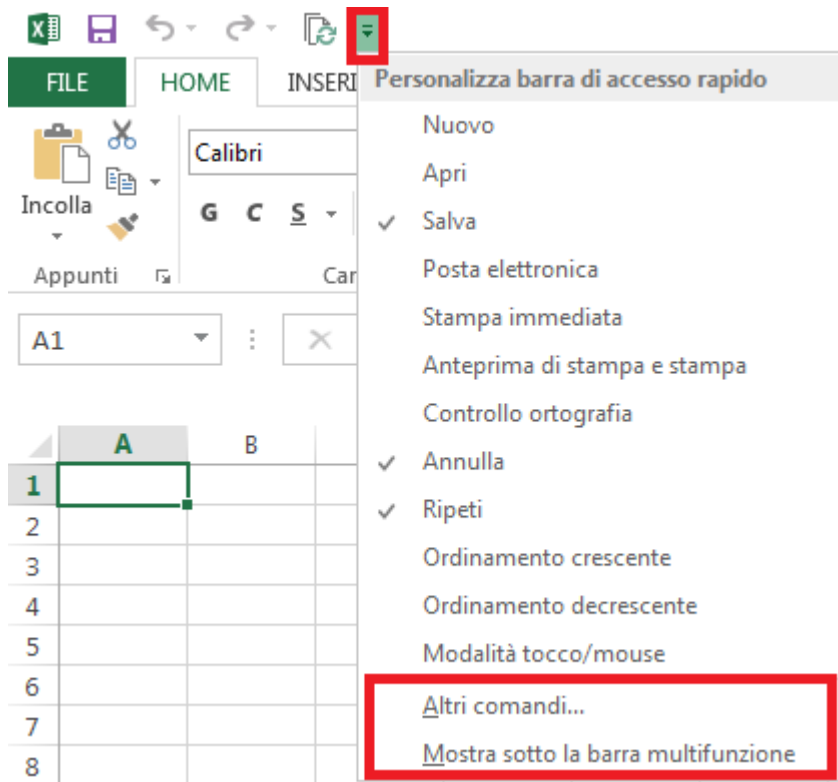 FILE HOME INSERI
Personalizza barra di accesso rapido
Nuovo
Apri
Salva
Posta elettronica
Stampa immediata
Anteprima di stampa e stampa
Controllo ortografia
Annulla
Ripeti
Ordinamento crescente
Ordinamento decrescente
Modalità tocco/mouse
Altri comandi...
Mostra sotto la barra multifunzione
Calibri
Incolla
G C S
Appunti Car
A1
A B
1
2
3
4
5
6
7
8